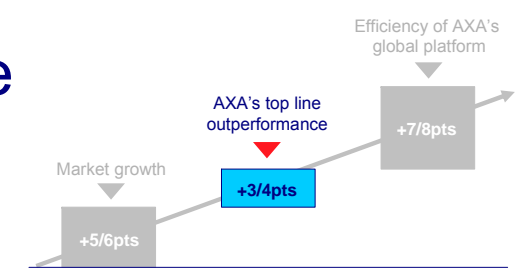 e
Efficiency of AXA's
global platform
AXA's top line
outperformance
+7/8pts
Market growth
+3/4pts
+5/6pts